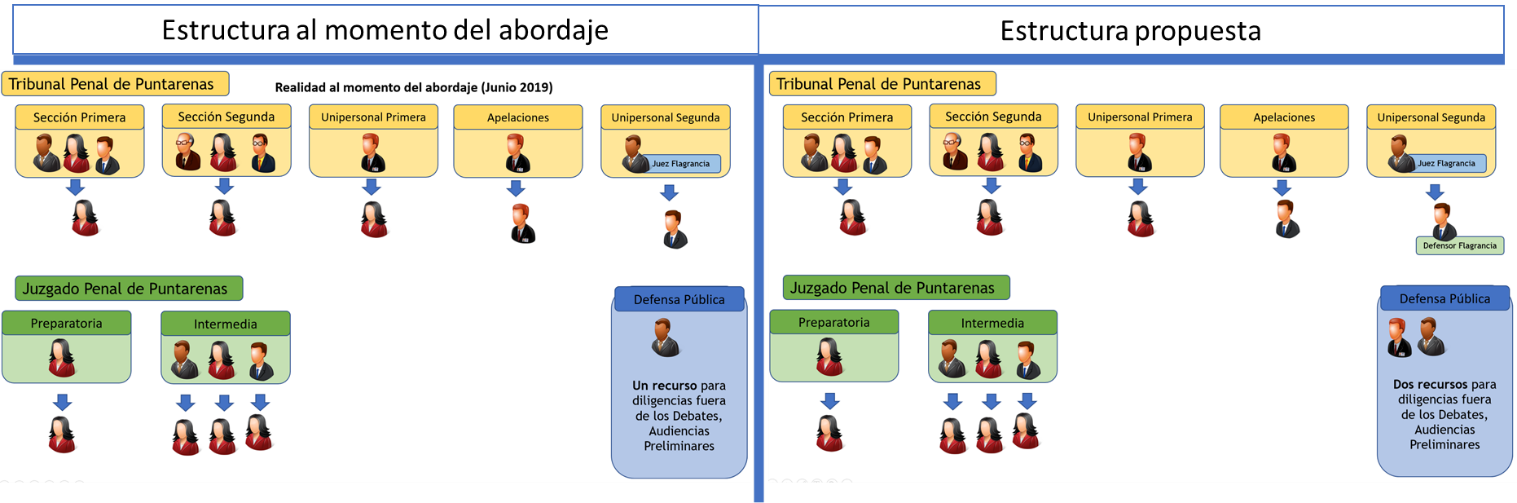 Estructura al momento del abordaje
Estructura propuesta
Tribunal Penal de Puntarenas
Realidad al momento del abordaje (Junio 2019)
Sección Primera
Sección Segunda
Unipersonal Primera
Apelaciones
Unipersonal Segunda
Juez Flagrancia
Juzgado Penal de Puntarenas
Preparatoria
Intermedia
Defensa Pública
Un recurso para
diligencias fuera
de los Debates,
Audiencias
Preliminares
Tribunal Penal de Puntarenas
Sección Primera
Sección Segunda
Unipersonal Primera
Apelaciones
Unipersonal Segunda
Juez Flagrancia
Defensor Flagrancia
Juzgado Penal de Puntarenas
Preparatoria
Intermedia
Defensa Pública
Dos recursos para
diligencias fuera
de los Debates,
Audiencias
Preliminares